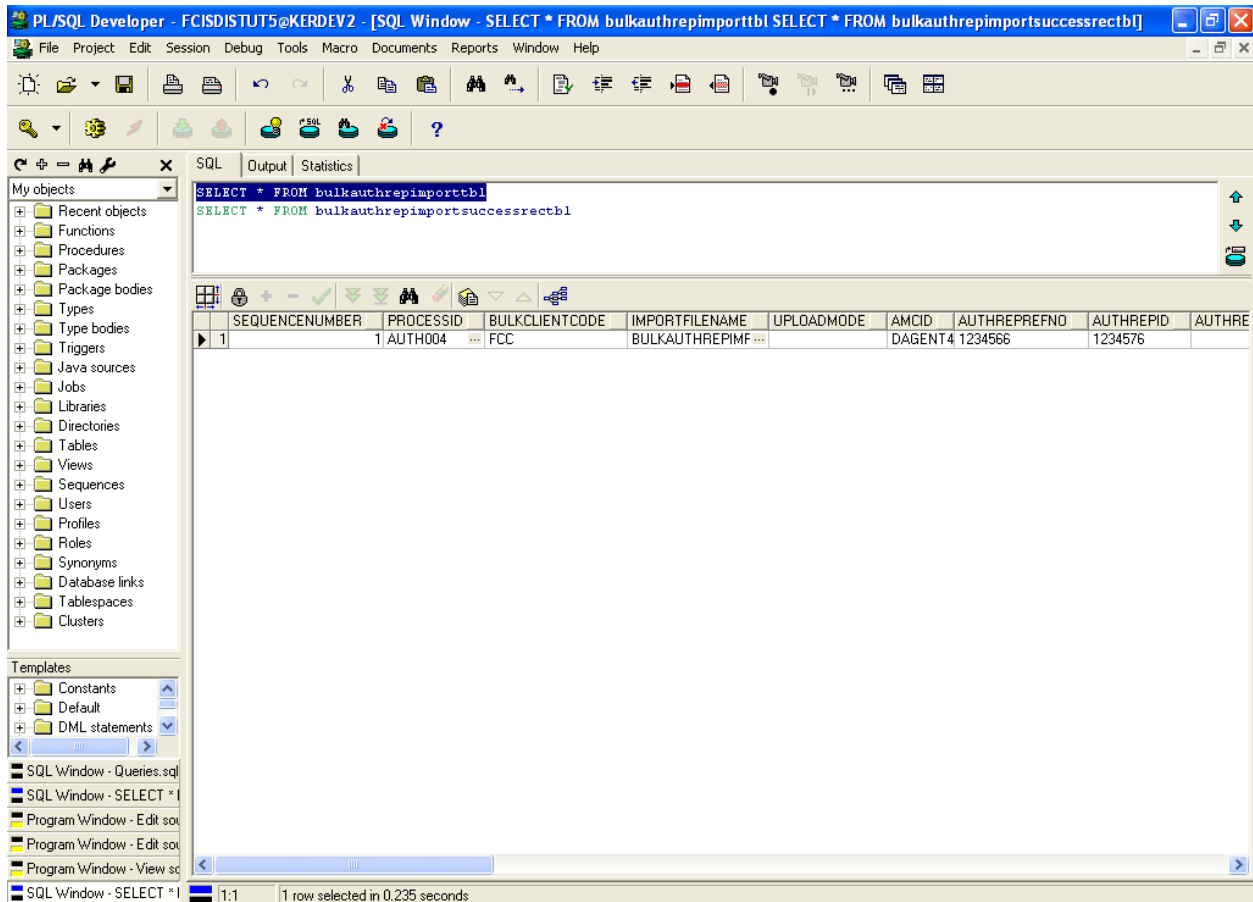 PL/SQL Developer - FCISDISTUT5@KERDEV2 - [SQL Window - SELECT * FROM bulkauthrepimporttbl SELECT * FROM bulkauthrepimportsuccessrectbl]
File Project Edit Session Debug Tools Macro Documents Reports Window Help
My objects
Recent objects
Functions
Procedures
Packages
Package bodies
Types
Type bodies
Triggers
Java sources
Jobs
Libraries
Directories
Tables
Views
Sequences
Users
Profiles
Roles
Synonyms
Database links
Tablespaces
Clusters
Templates
Constants
Default
DML statements
SQL Window - Queries.sql
SQL Window - SELECT * I
Program Window - Edit sou
Program Window - Edit sou
Program Window - View so
SQL Window - SELECT * I
SQL Output Statistics
SELECT * FROM bulkauthrepimporttbl
SELECT * FROM bulkauthrepimportsuccessrectbl
SEQUENCENUMBER PROCESSID BULKCLIENTCODE IMPORTFILENAME UPLOADMODE AMCID AUTHREPREFNO AUTHREPID AUTHRE
1 1 AUTH004 ... FCC BULKAUTHREPIMF ... DAGENT4 1234566 1234576
1:1 1 row selected in 0.235 seconds